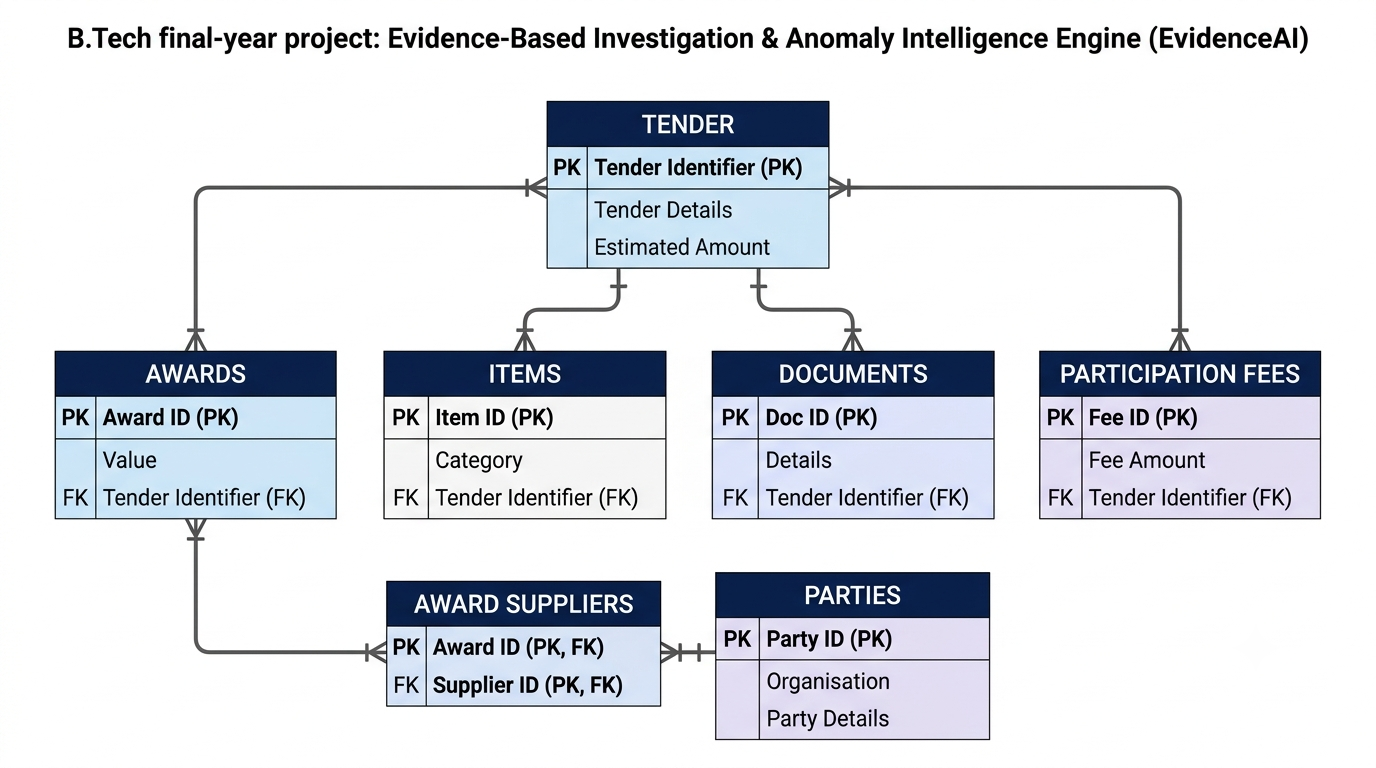 B.Tech final-year project: Evidence-Based Investigation & Anomaly Intelligence Engine (EvidenceAI)
TENDER
PK Tender Identifier (PK)
Tender Details
Estimated Amount
AWARDS
PK Award ID (PK)
Value
FK Tender Identifier (FK)
ITEMS
PK Item ID (PK)
Category
FK Tender Identifier (FK)
DOCUMENTS
PK Doc ID (PK)
Details
FK Tender Identifier (FK)
PARTICIPATION FEES
PK Fee ID (PK)
Fee Amount
FK Tender Identifier (FK)
AWARD SUPPLIERS
PK Award ID (PK, FK)
FK Supplier ID (PK, FK)
PARTIES
PK Party ID (PK)
Organisation
Party Details